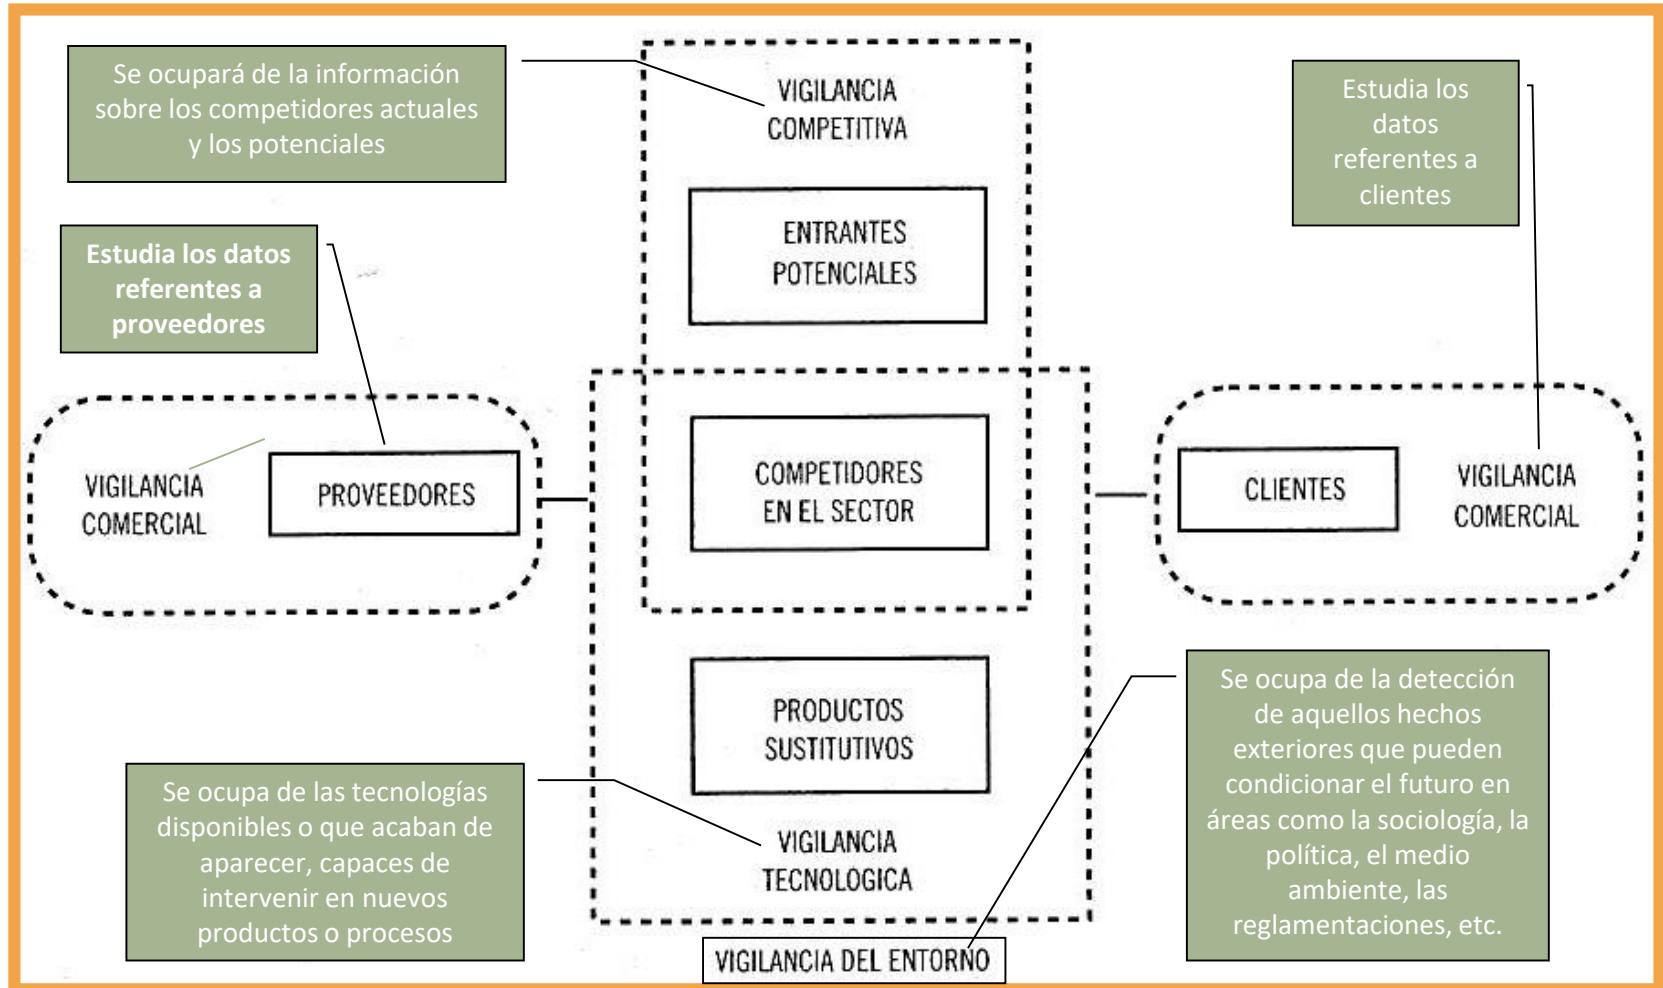 Se ocupará de la información
sobre los competidores actuales
y los potenciales
VIGILANCIA
COMPETITIVA
Estudia los
datos
referentes a
clientes
Estudia los datos
referentes a
proveedores
ENTRANTES
POTENCIALES
VIGILANCIA
COMERCIAL
PROVEEDORES
COMPETIDORES
EN EL SECTOR
CLIENTES
VIGILANCIA
COMERCIAL
PRODUCTOS
SUSTITUTIVOS
Se ocupa de las tecnologías
disponibles o que acaban de
aparecer, capaces de
intervenir en nuevos
productos o procesos
VIGILANCIA
TECNOLOGICA
Se ocupa de la detección
de aquellos hechos
exteriores que pueden
condicionar el futuro en
áreas como la sociología, la
política, el medio
ambiente, las
reglamentaciones, etc.
VIGILANCIA DEL ENTORNO